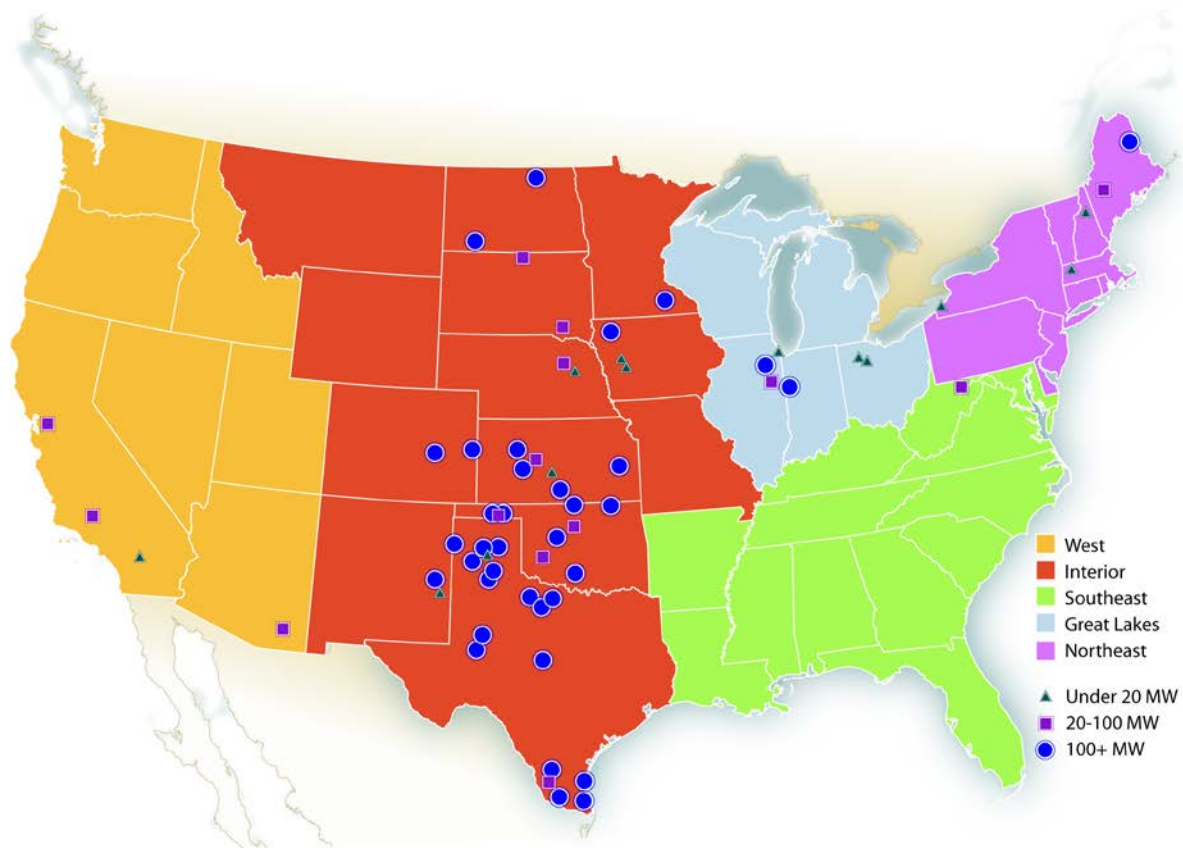 West
Interior
Southeast
Great Lakes
Northeast
Under 20 MW
20-100 MW
100+ MW